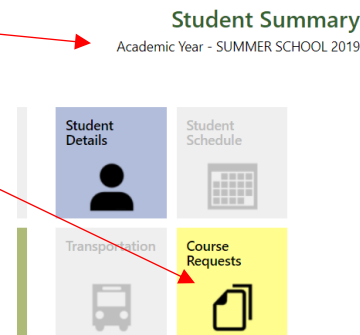 Student Summary
Academic Year - SUMMER SCHOOL 2019
Student
Details
Student
Schedule
Transportation
Course
Requests